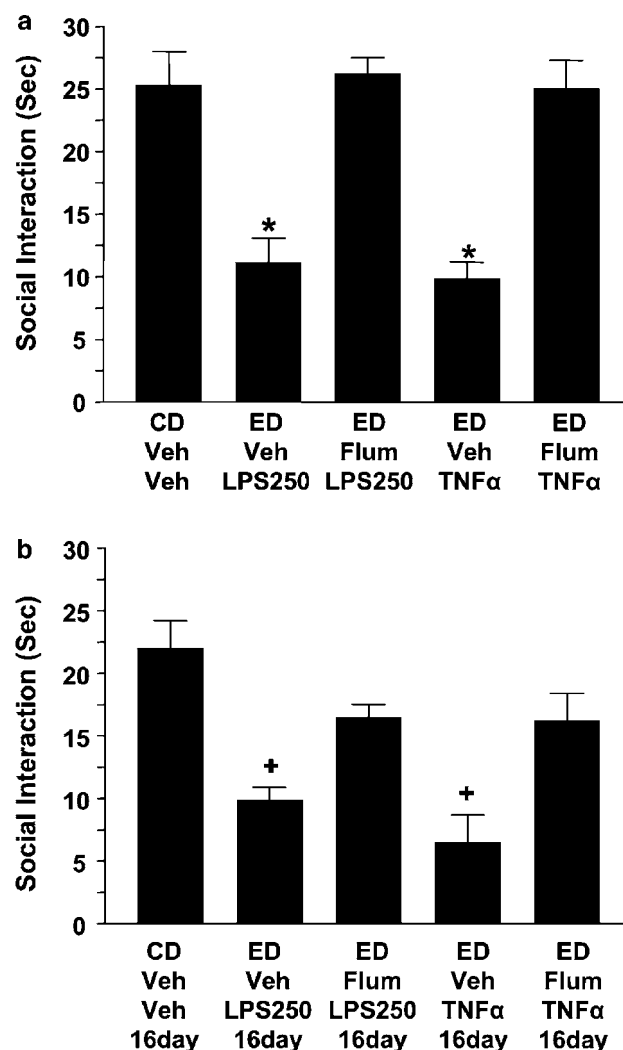 a
Social Interaction (Sec)
30
25
20
15
10
5
0
*
*
CD ED ED ED ED
Veh Veh Flum Veh Flum
Veh LPS250 LPS250 TNFα TNFα
b
Social Interaction (Sec)
30
25
20
15
10
5
0
+
+
CD ED ED ED ED
Veh Veh Flum Veh Flum
Veh LPS250 LPS250 TNFα TNFα
16day 16day 16day 16day 16day